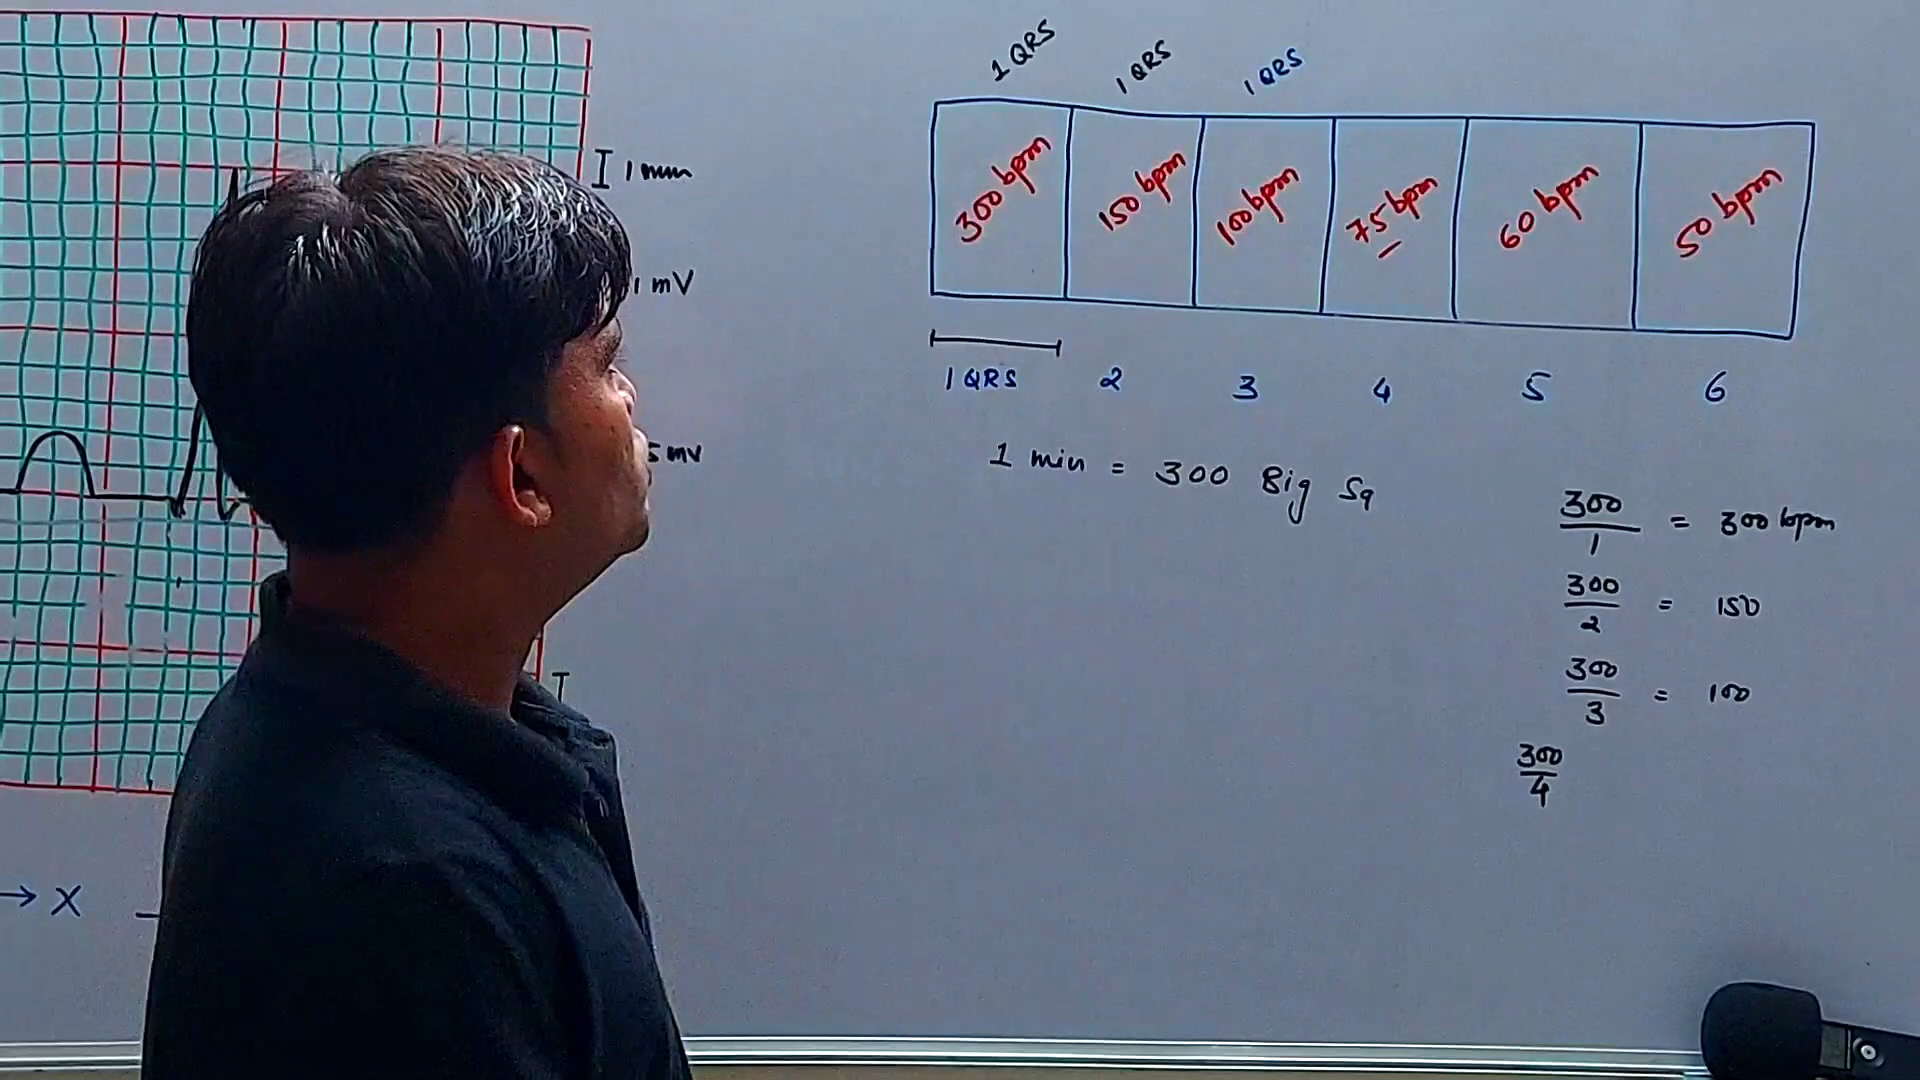 1 QRS
1 QRS
1 QRS
300 bpm
150 bpm
100 bpm
75 bpm
60 bpm
50 bpm
1 QRS
2
3
4
5
6
1 min = 300 Big Sq
300/1 = 300 bpm
300/2 = 150
300/3 = 100
300/4
1 mm
1 mV
5 mV
→ X